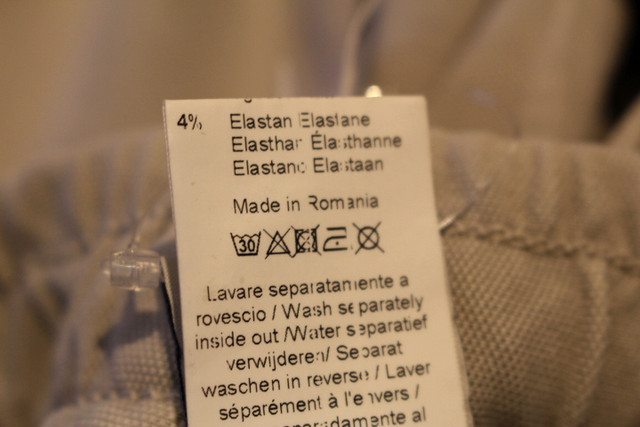 4% Elastan Elastane
Elasthan Élasthanne
Elastano Elastaan
Made in Romania
30
Lavare separatamente a
rovescio / Wash separately
inside out /Water separatief
verwijderen/ Separat
waschen in reverse / Laver
séparément à l'envers /
al